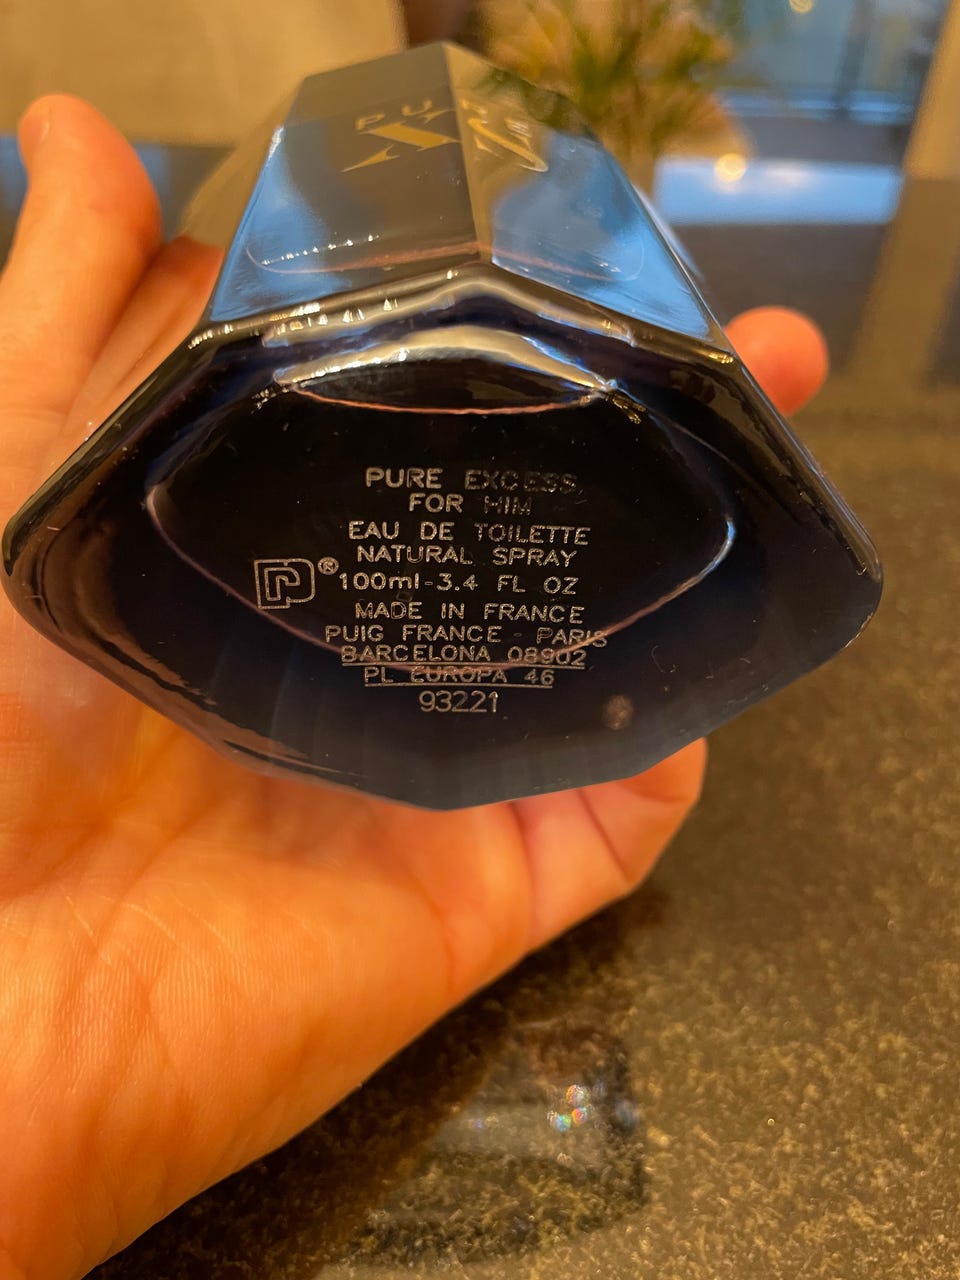 PURE EXCESS
FOR HIM
EAU DE TOILETTE
NATURAL SPRAY
® 100ml-3.4 FL OZ
MADE IN FRANCE
PUIG FRANCE - PARIS
BARCELONA 08902
PL EUROPA 46
93221